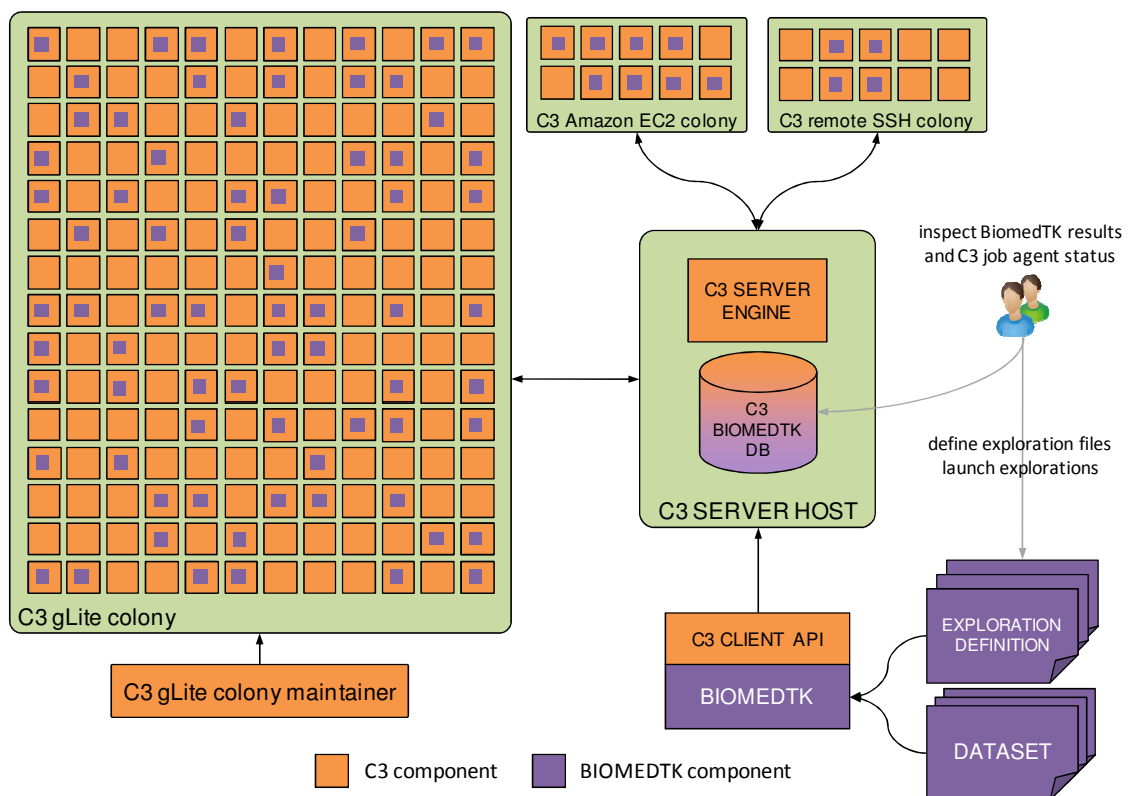 C3 Amazon EC2 colony
C3 remote SSH colony
inspect BiomedTK results
and C3 job agent status
C3 SERVER
ENGINE
C3
BIOMEDTK
DB
C3 SERVER HOST
define exploration files
launch explorations
C3 gLite colony
C3 gLite colony maintainer
C3 CLIENT API
BIOMEDTK
EXPLORATION
DEFINITION
DATASET
C3 component
BIOMEDTK component